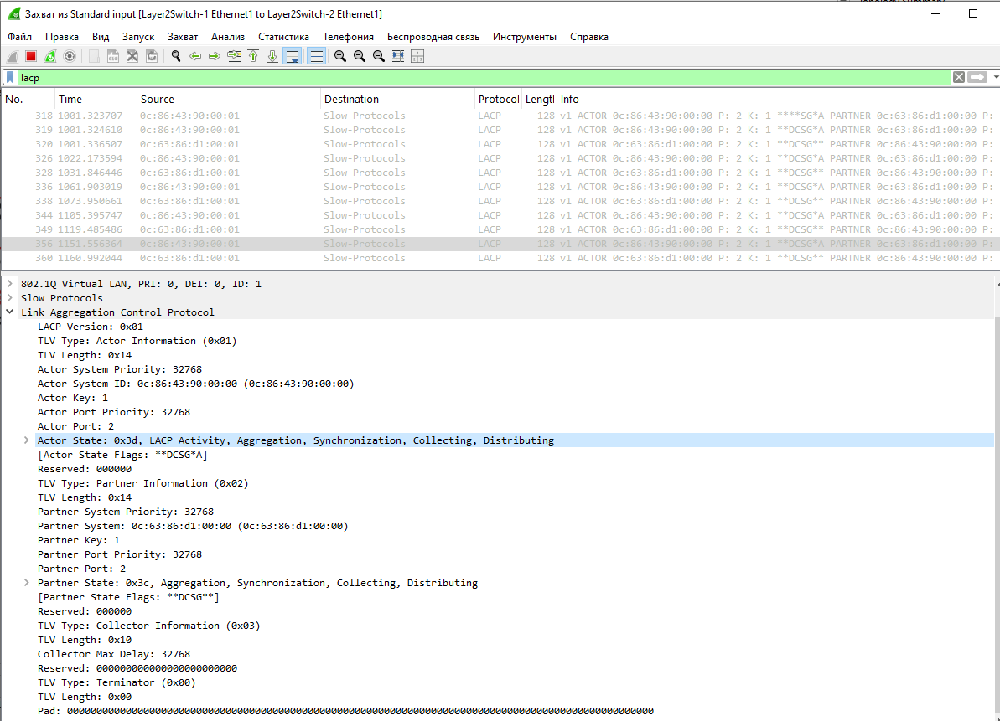 Захват из Standard input [Layer2Switch-1 Ethernet1 to Layer2Switch-2 Ethernet1]
Файл Правка Вид Запуск Захват Анализ Статистика Телефония Беспроводная связь Инструменты Справка
lacp
No. Time Source Destination Protocol Lengtl Info
318 1001.323707 0c:86:43:90:00:01 Slow-Protocols LACP 128 v1 ACTOR 0c:86:43:90:00:00 P: 2 K: 1 ****SG*A PARTNER 0c:63:86:d1:00:00 P:
319 1001.324610 0c:86:43:90:00:01 Slow-Protocols LACP 128 v1 ACTOR 0c:86:43:90:00:00 P: 2 K: 1 **DCSG*A PARTNER 0c:63:86:d1:00:00 P:
320 1001.336507 0c:63:86:d1:00:01 Slow-Protocols LACP 128 v1 ACTOR 0c:63:86:d1:00:00 P: 2 K: 1 **DCSG** PARTNER 0c:86:43:90:00:00 P:
326 1022.173594 0c:86:43:90:00:01 Slow-Protocols LACP 128 v1 ACTOR 0c:86:43:90:00:00 P: 2 K: 1 **DCSG*A PARTNER 0c:63:86:d1:00:00 P:
328 1031.846446 0c:63:86:d1:00:01 Slow-Protocols LACP 128 v1 ACTOR 0c:63:86:d1:00:00 P: 2 K: 1 **DCSG** PARTNER 0c:86:43:90:00:00 P:
336 1061.903019 0c:86:43:90:00:01 Slow-Protocols LACP 128 v1 ACTOR 0c:86:43:90:00:00 P: 2 K: 1 **DCSG*A PARTNER 0c:63:86:d1:00:00 P:
338 1073.950661 0c:63:86:d1:00:01 Slow-Protocols LACP 128 v1 ACTOR 0c:63:86:d1:00:00 P: 2 K: 1 **DCSG** PARTNER 0c:86:43:90:00:00 P:
344 1105.395747 0c:86:43:90:00:01 Slow-Protocols LACP 128 v1 ACTOR 0c:86:43:90:00:00 P: 2 K: 1 **DCSG*A PARTNER 0c:63:86:d1:00:00 P:
349 1119.485486 0c:63:86:d1:00:01 Slow-Protocols LACP 128 v1 ACTOR 0c:63:86:d1:00:00 P: 2 K: 1 **DCSG** PARTNER 0c:86:43:90:00:00 P:
356 1151.556364 0c:86:43:90:00:01 Slow-Protocols LACP 128 v1 ACTOR 0c:86:43:90:00:00 P: 2 K: 1 **DCSG*A PARTNER 0c:63:86:d1:00:00 P:
360 1160.992044 0c:63:86:d1:00:01 Slow-Protocols LACP 128 v1 ACTOR 0c:63:86:d1:00:00 P: 2 K: 1 **DCSG** PARTNER 0c:86:43:90:00:00 P:
802.1Q Virtual LAN, PRI: 0, DEI: 0, ID: 1
Slow Protocols
Link Aggregation Control Protocol
LACP Version: 0x01
TLV Type: Actor Information (0x01)
TLV Length: 0x14
Actor System Priority: 32768
Actor System ID: 0c:86:43:90:00:00 (0c:86:43:90:00:00)
Actor Key: 1
Actor Port Priority: 32768
Actor Port: 2
Actor State: 0x3d, LACP Activity, Aggregation, Synchronization, Collecting, Distributing
[Actor State Flags: **DCSG*A]
Reserved: 000000
TLV Type: Partner Information (0x02)
TLV Length: 0x14
Partner System Priority: 32768
Partner System: 0c:63:86:d1:00:00 (0c:63:86:d1:00:00)
Partner Key: 1
Partner Port Priority: 32768
Partner Port: 2
Partner State: 0x3c, Aggregation, Synchronization, Collecting, Distributing
[Partner State Flags: **DCSG**]
Reserved: 000000
TLV Type: Collector Information (0x03)
TLV Length: 0x10
Collector Max Delay: 32768
Reserved: 000000000000000000000000
TLV Type: Terminator (0x00)
TLV Length: 0x00
Pad: 0000000000000000000000000000000000000000000000000000000000000000000000000000000000000000000000000000